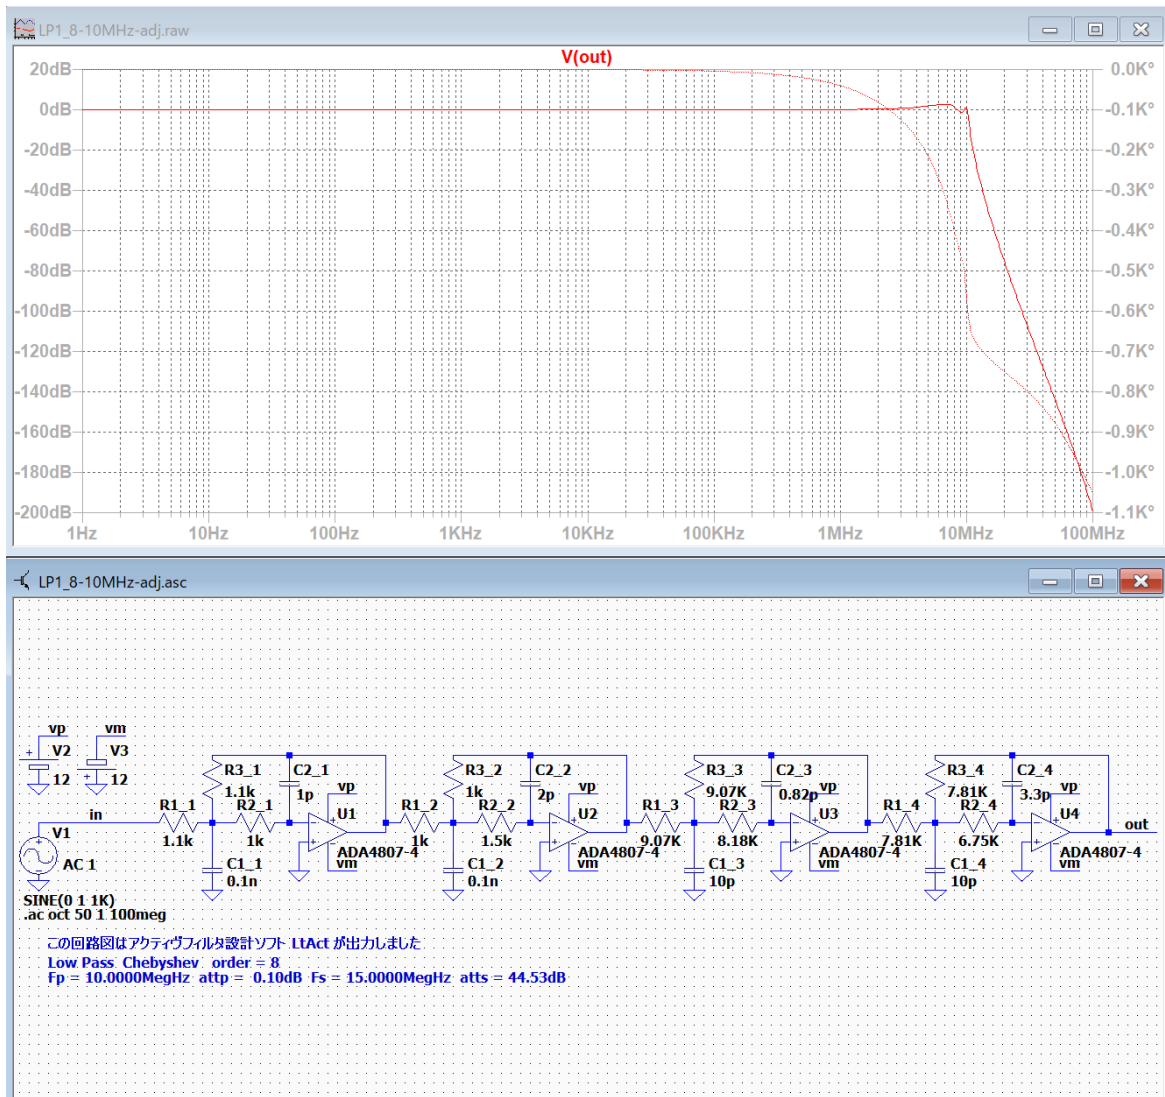 LP1_8-10MHz-adj.raw
V(out)
20dB
0dB
-20dB
-40dB
-60dB
-80dB
-100dB
-120dB
-140dB
-160dB
-180dB
-200dB
0.0K°
-0.1K°
-0.2K°
-0.3K°
-0.4K°
-0.5K°
-0.6K°
-0.7K°
-0.8K°
-0.9K°
-1.0K°
-1.1K°
1Hz 10Hz 100Hz 1KHz 10KHz 100KHz 1MHz 10MHz 100MHz
LP1_8-10MHz-adj.asc
vp vm
V2 V3
12 12
in
V1
AC 1
SINE(0 1 1K)
.ac oct 50 1 100meg
R3_1
1.1k
C2_1
1p
vp
R1_1
1.1k
R2_1
1k
U1
ADA4807-4
vm
C1_1
0.1n
R3_2
1k
C2_2
2p
vp
R1_2
1k
R2_2
1.5k
U2
ADA4807-4
vm
C1_2
0.1n
R3_3
9.07K
C2_3
0.82p
vp
R1_3
9.07K
R2_3
8.18K
U3
ADA4807-4
vm
C1_3
10p
R3_4
7.81K
C2_4
3.3p
vp
R1_4
7.81K
R2_4
6.75K
U4
ADA4807-4
vm
C1_4
10p
out
この回路図はアクティヴフィルタ設計ソフト LtAct が出力しました
Low Pass Chebyshev order = 8
Fp = 10.0000MegHz attp = 0.10dB Fs = 15.0000MegHz atts = 44.53dB